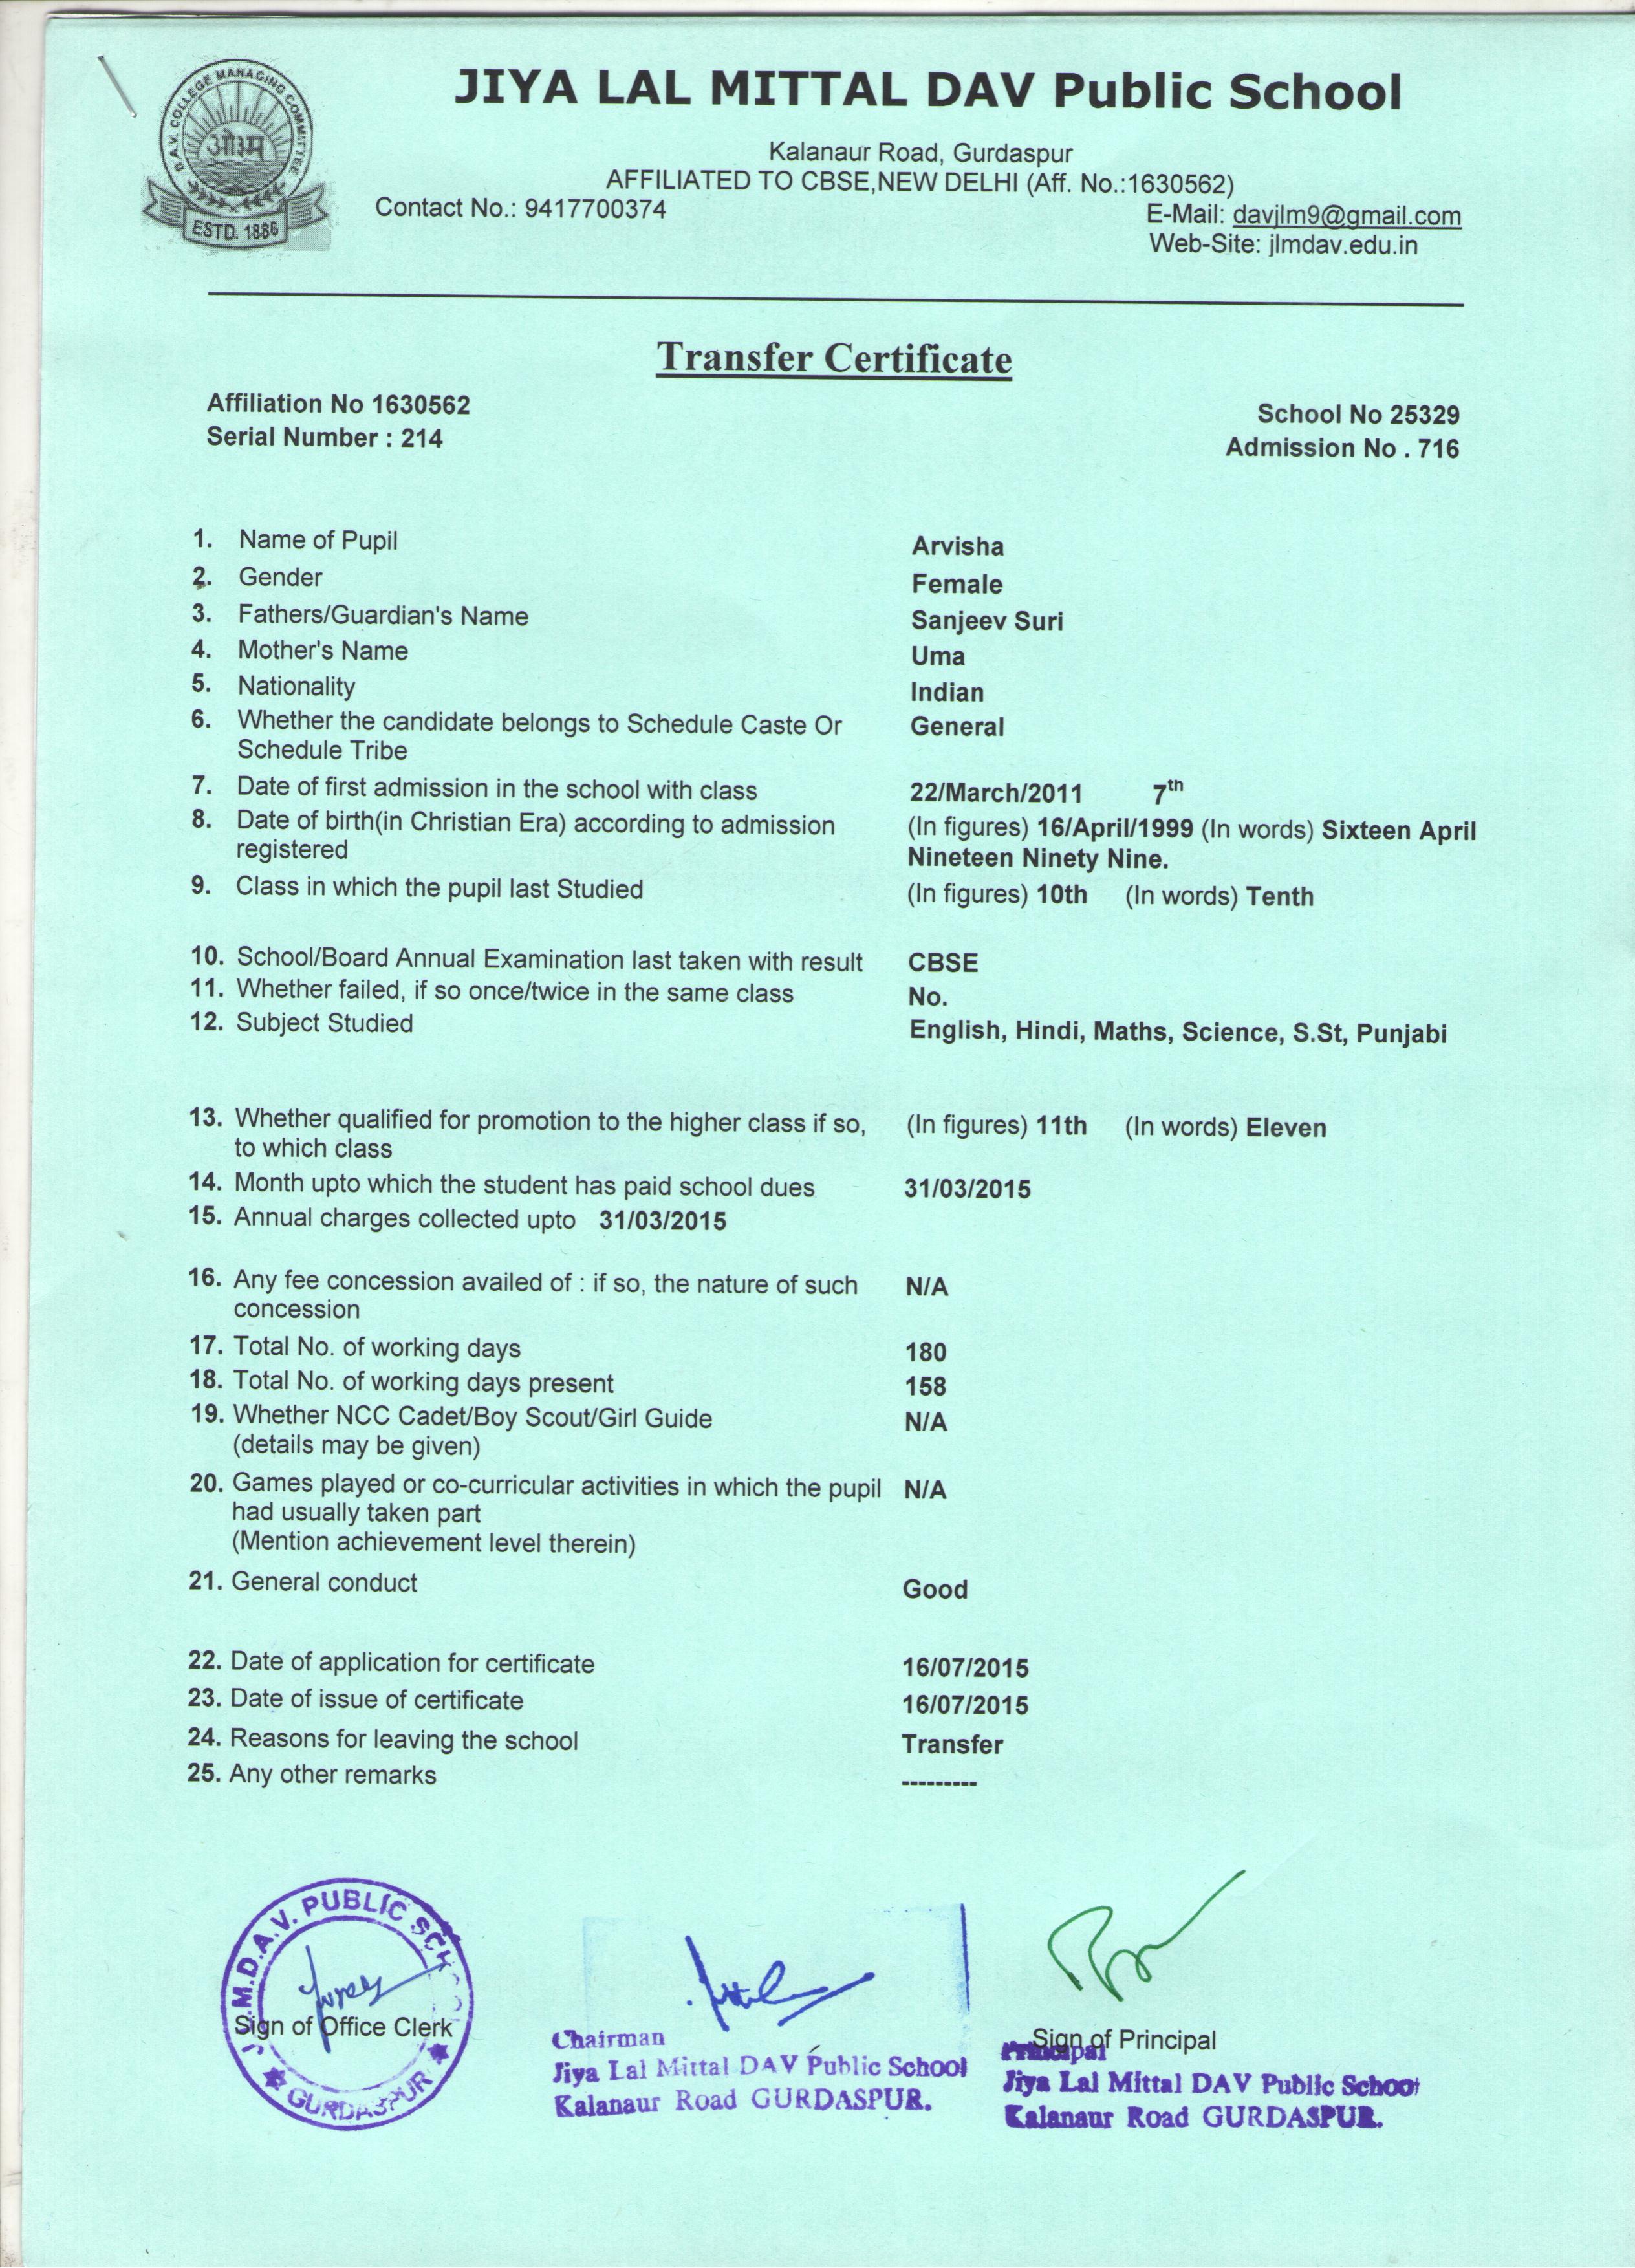 D.A.V. COLLEGE MANAGING COMMITTEE
ओ३म्
ESTD. 1886
JIYA LAL MITTAL DAV Public School
Kalanaur Road, Gurdaspur
AFFILIATED TO CBSE,NEW DELHI (Aff. No.:1630562)
Contact No.: 9417700374
E-Mail: davjlm9@gmail.com
Web-Site: jlmdav.edu.in
Transfer Certificate
Affiliation No 1630562
School No 25329
Serial Number : 214
Admission No . 716
1. Name of Pupil Arvisha
2. Gender Female
3. Fathers/Guardian's Name Sanjeev Suri
4. Mother's Name Uma
5. Nationality Indian
6. Whether the candidate belongs to Schedule Caste Or General
Schedule Tribe
7. Date of first admission in the school with class 22/March/2011 7th
8. Date of birth(in Christian Era) according to admission (In figures) 16/April/1999 (In words) Sixteen April
registered Nineteen Ninety Nine.
9. Class in which the pupil last Studied (In figures) 10th (In words) Tenth
10. School/Board Annual Examination last taken with result CBSE
11. Whether failed, if so once/twice in the same class No.
12. Subject Studied English, Hindi, Maths, Science, S.St, Punjabi
13. Whether qualified for promotion to the higher class if so, (In figures) 11th (In words) Eleven
to which class
14. Month upto which the student has paid school dues 31/03/2015
15. Annual charges collected upto 31/03/2015
16. Any fee concession availed of : if so, the nature of such N/A
concession
17. Total No. of working days 180
18. Total No. of working days present 158
19. Whether NCC Cadet/Boy Scout/Girl Guide N/A
(details may be given)
20. Games played or co-curricular activities in which the pupil N/A
had usually taken part
(Mention achievement level therein)
21. General conduct Good
22. Date of application for certificate 16/07/2015
23. Date of issue of certificate 16/07/2015
24. Reasons for leaving the school Transfer
25. Any other remarks ---------
J.L.M.D.A.V. PUBLIC SCHOOL
GURDASPUR
Sign of Office Clerk
Chairman
Jiya Lal Mittal DAV Public School
Kalanaur Road GURDASPUR.
Sign of Principal
Principal
Jiya Lal Mittal DAV Public School
Kalanaur Road GURDASPUR.